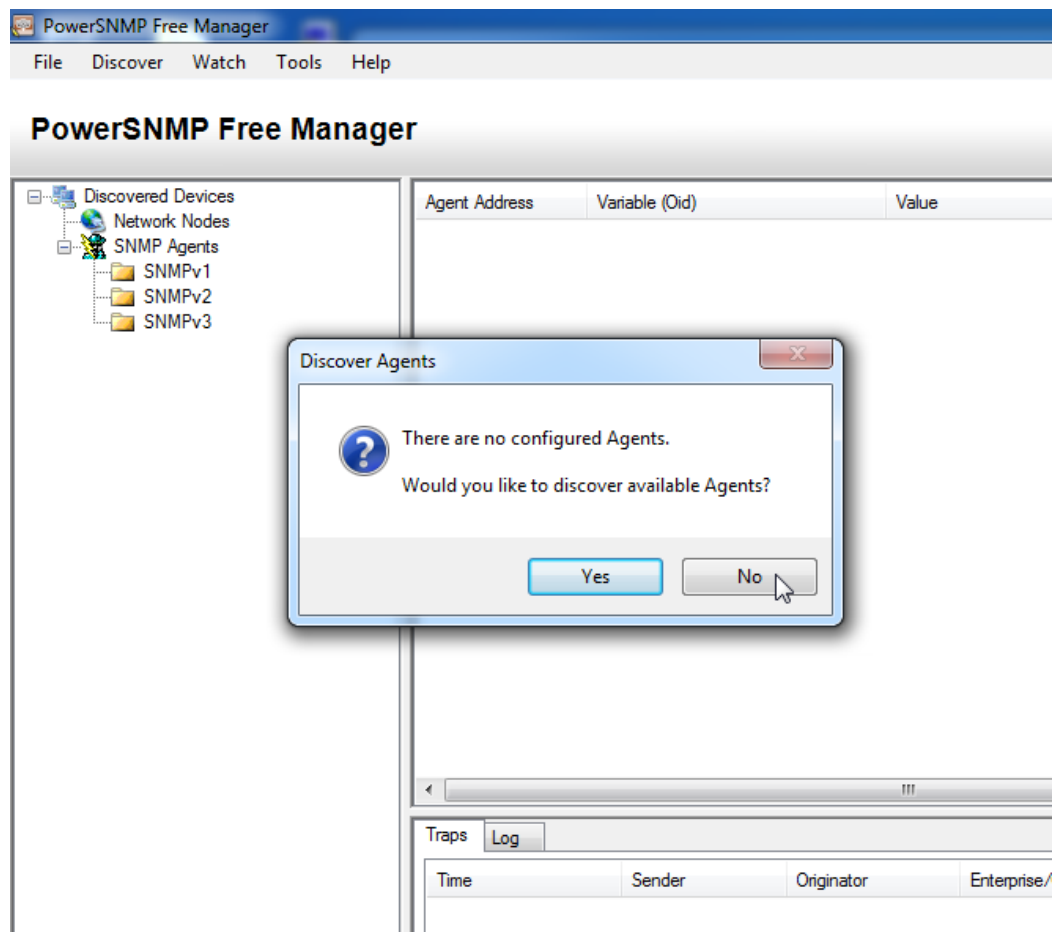 PowerSNMP Free Manager
File Discover Watch Tools Help
PowerSNMP Free Manager
Discovered Devices
Network Nodes
SNMP Agents
SNMPv1
SNMPv2
SNMPv3
Agent Address Variable (Oid) Value
Discover Agents
There are no configured Agents.
Would you like to discover available Agents?
Yes No
Traps Log
Time Sender Originator Enterprise/